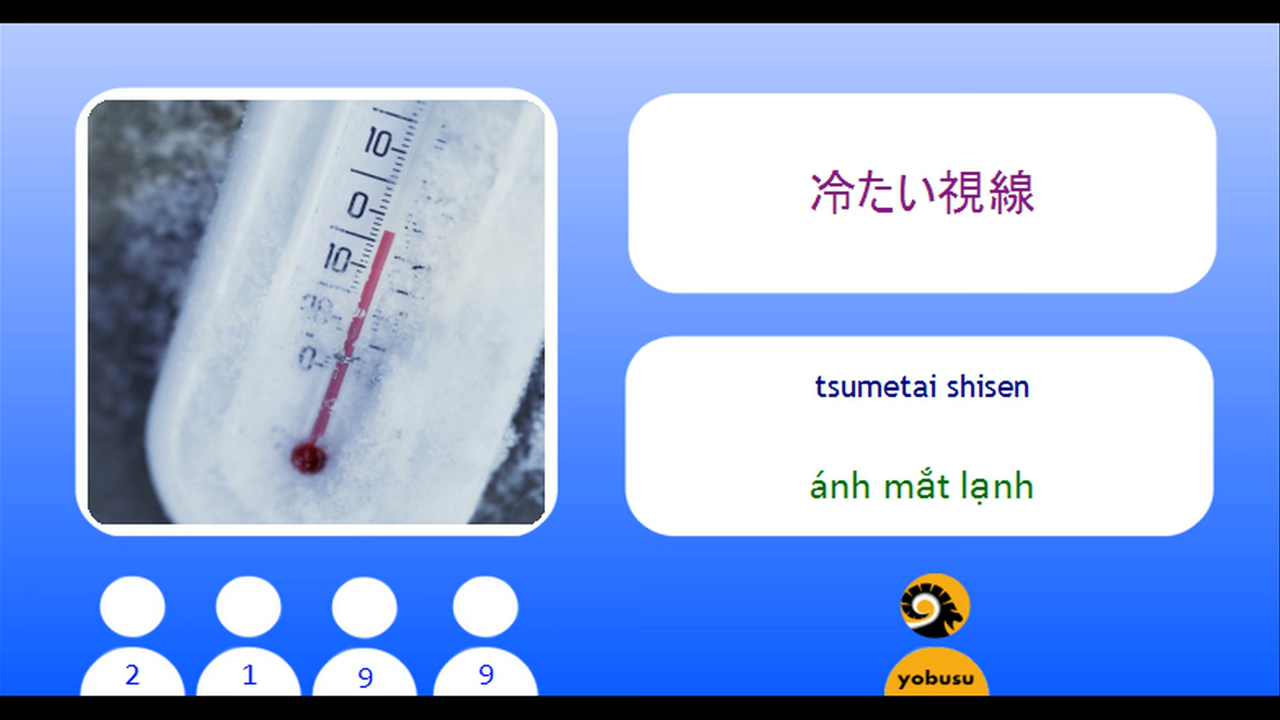 10
0
10
冷たい視線
tsumetai shisen
ánh mắt lạnh
2 1 9 9
yobusu